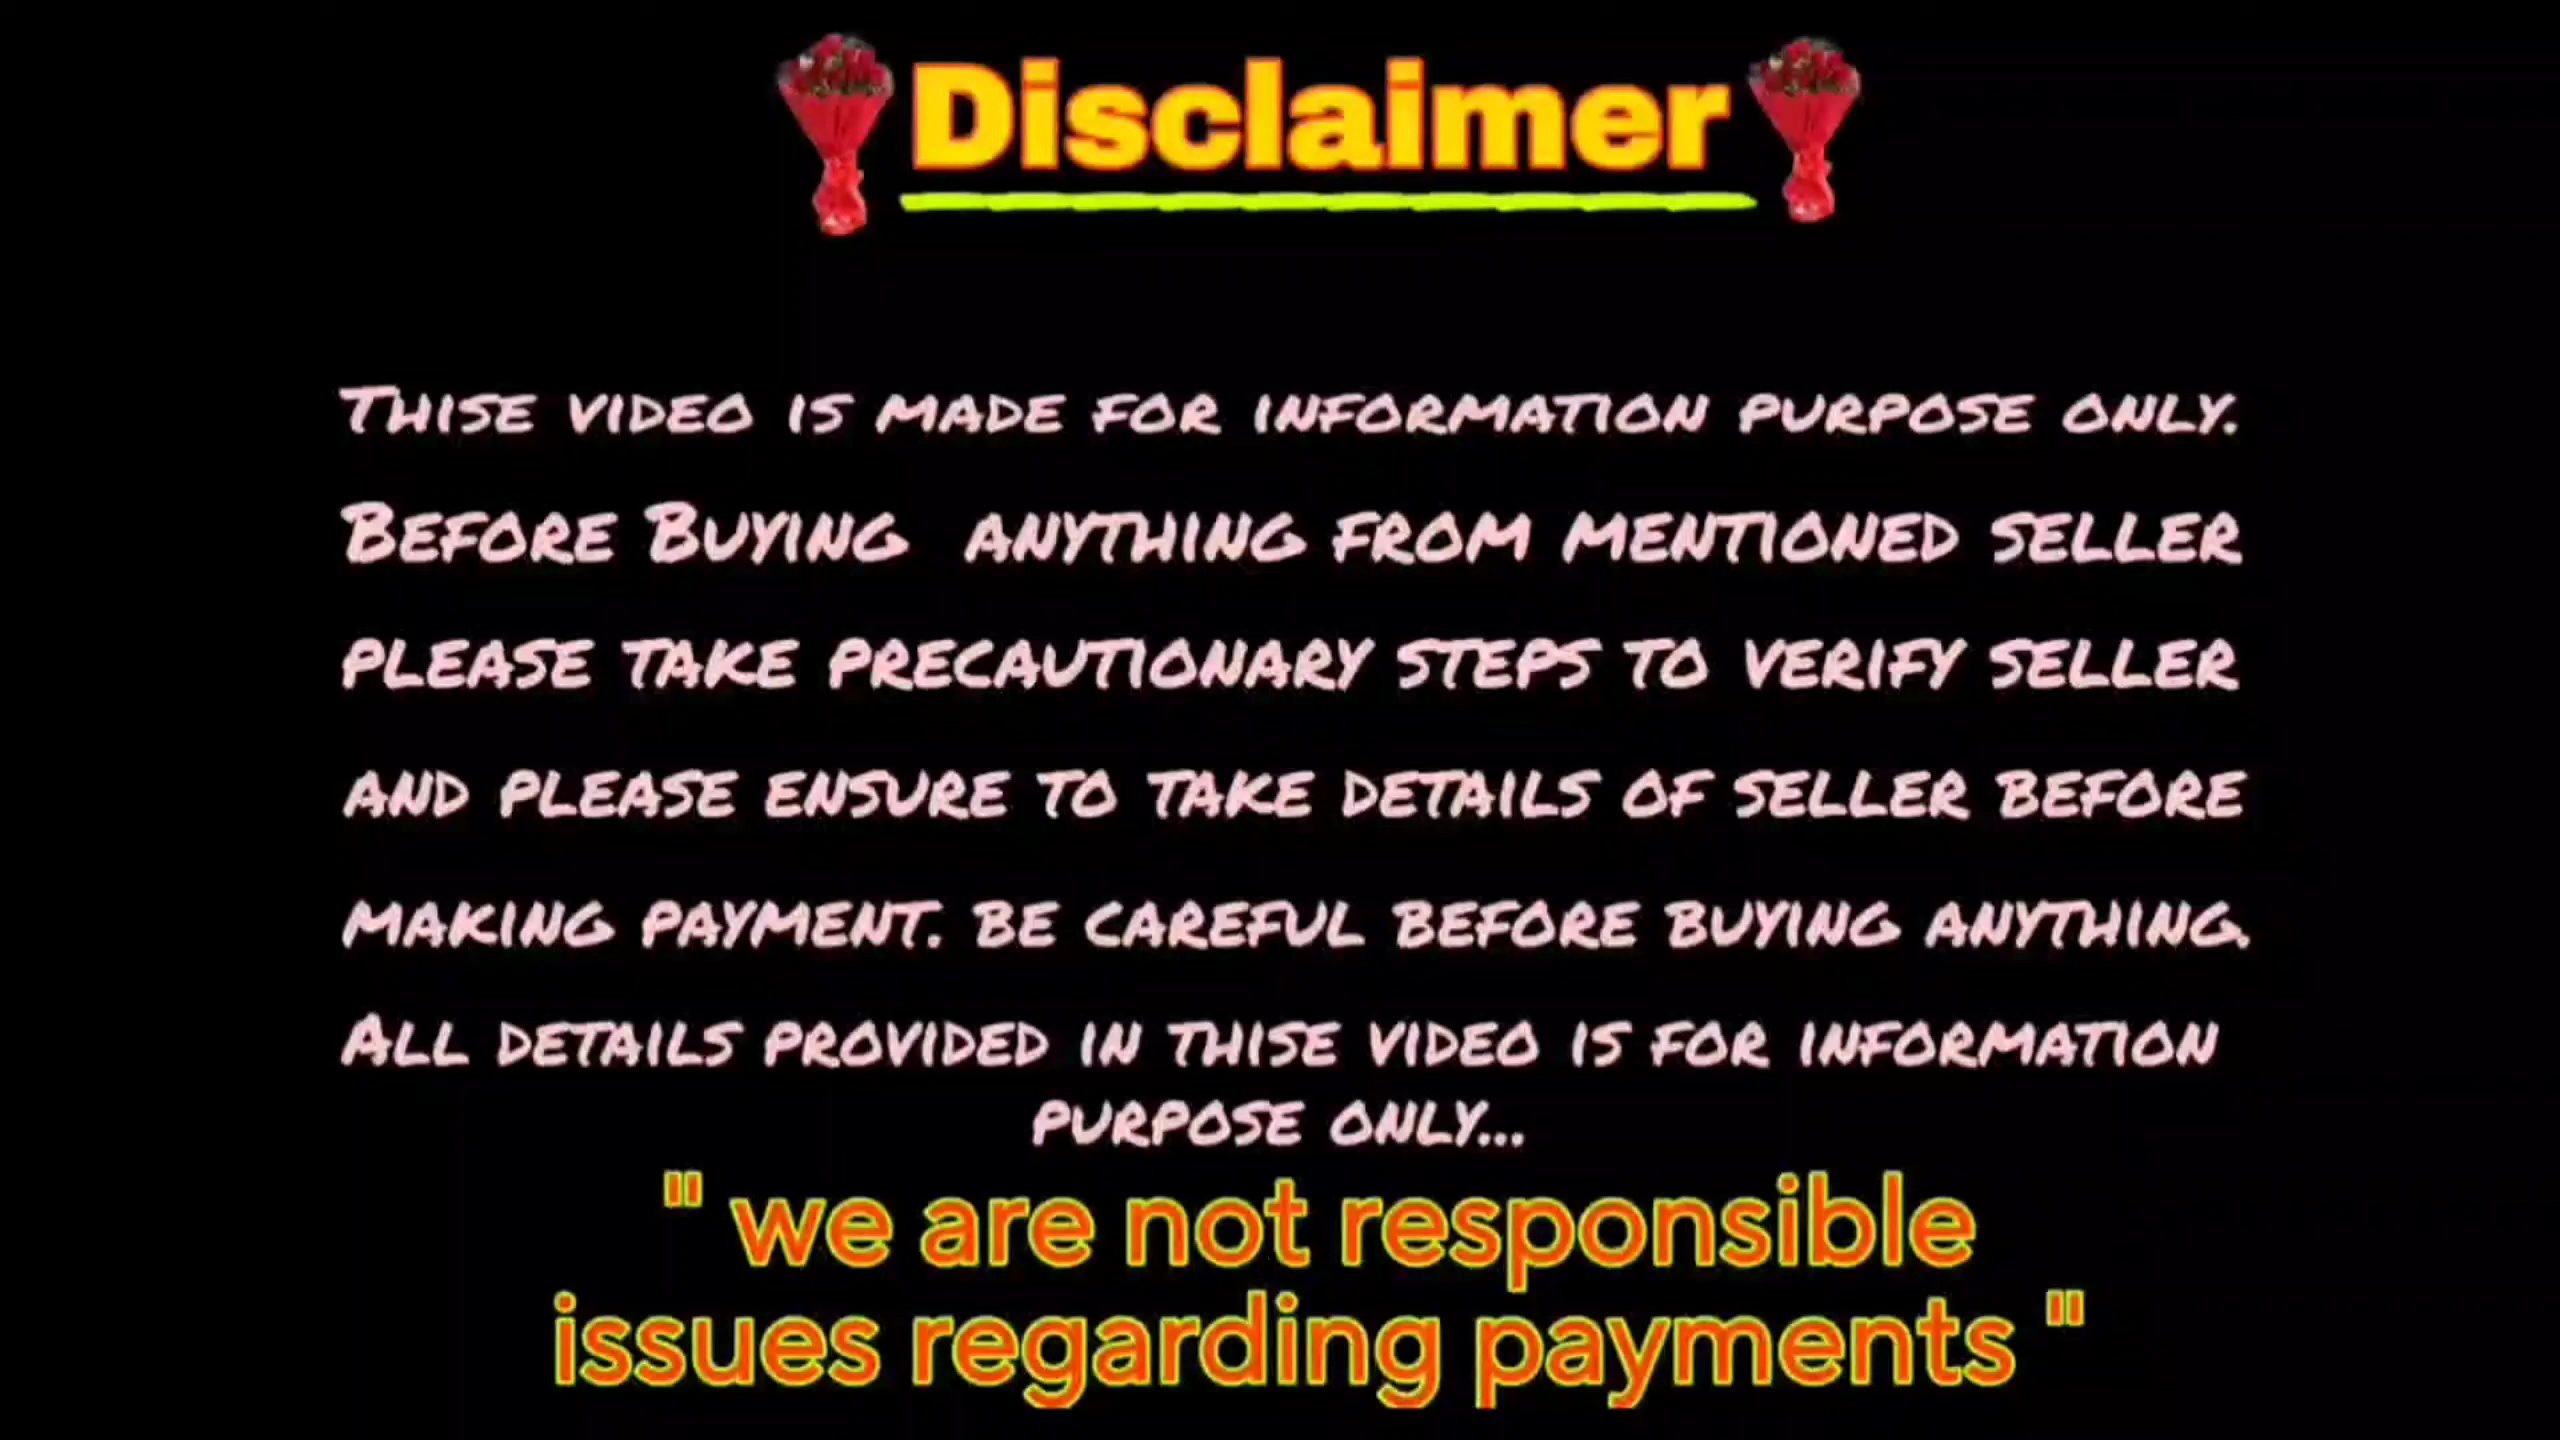 Disclaimer
Thise video is made for information purpose only.
Before Buying anything from mentioned seller
please take precautionary steps to verify seller
and please ensure to take details of seller before
making payment. be careful before buying anything.
All details provided in thise video is for information
purpose only...
" we are not responsible
issues regarding payments "